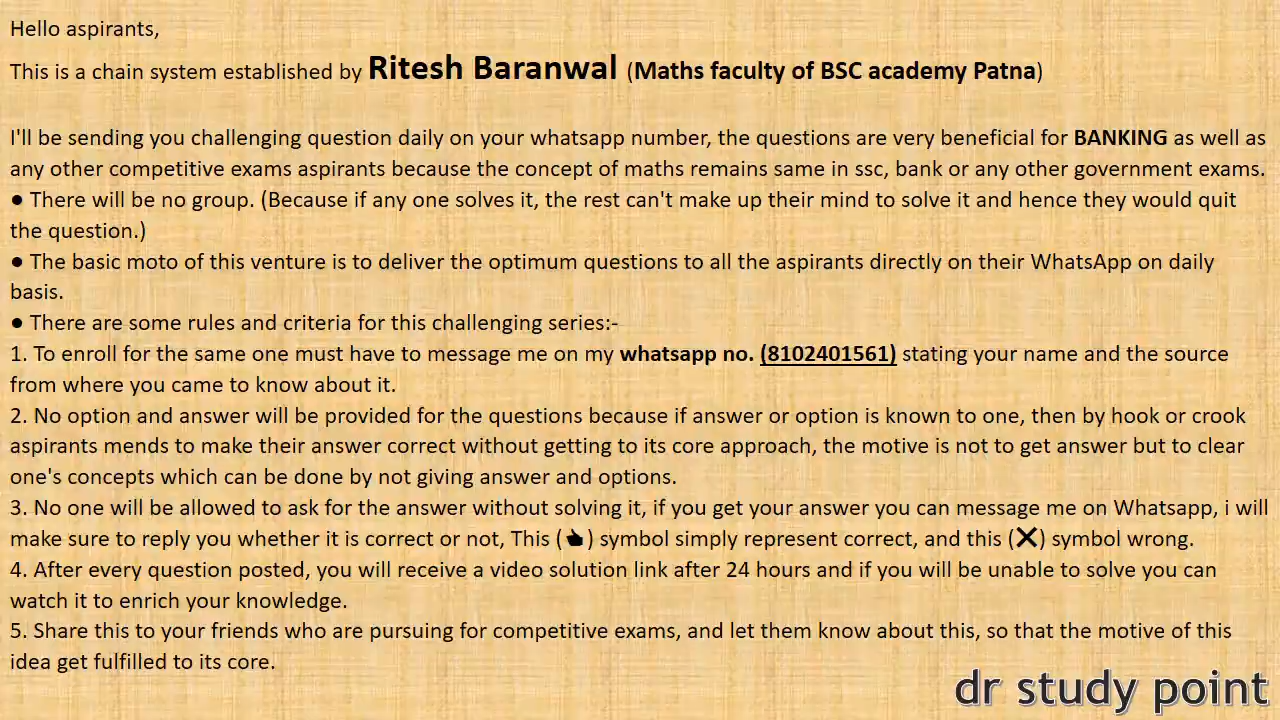 Hello aspirants,
This is a chain system established by Ritesh Baranwal (Maths faculty of BSC academy Patna)
I'll be sending you challenging question daily on your whatsapp number, the questions are very beneficial for BANKING as well as
any other competitive exams aspirants because the concept of maths remains same in ssc, bank or any other government exams.
● There will be no group. (Because if any one solves it, the rest can't make up their mind to solve it and hence they would quit
the question.)
● The basic moto of this venture is to deliver the optimum questions to all the aspirants directly on their WhatsApp on daily
basis.
● There are some rules and criteria for this challenging series:-
1. To enroll for the same one must have to message me on my whatsapp no. (8102401561) stating your name and the source
from where you came to know about it.
2. No option and answer will be provided for the questions because if answer or option is known to one, then by hook or crook
aspirants mends to make their answer correct without getting to its core approach, the motive is not to get answer but to clear
one's concepts which can be done by not giving answer and options.
3. No one will be allowed to ask for the answer without solving it, if you get your answer you can message me on Whatsapp, i will
make sure to reply you whether it is correct or not, This (👍) symbol simply represent correct, and this (❌) symbol wrong.
4. After every question posted, you will receive a video solution link after 24 hours and if you will be unable to solve you can
watch it to enrich your knowledge.
5. Share this to your friends who are pursuing for competitive exams, and let them know about this, so that the motive of this
idea get fulfilled to its core.
dr study point